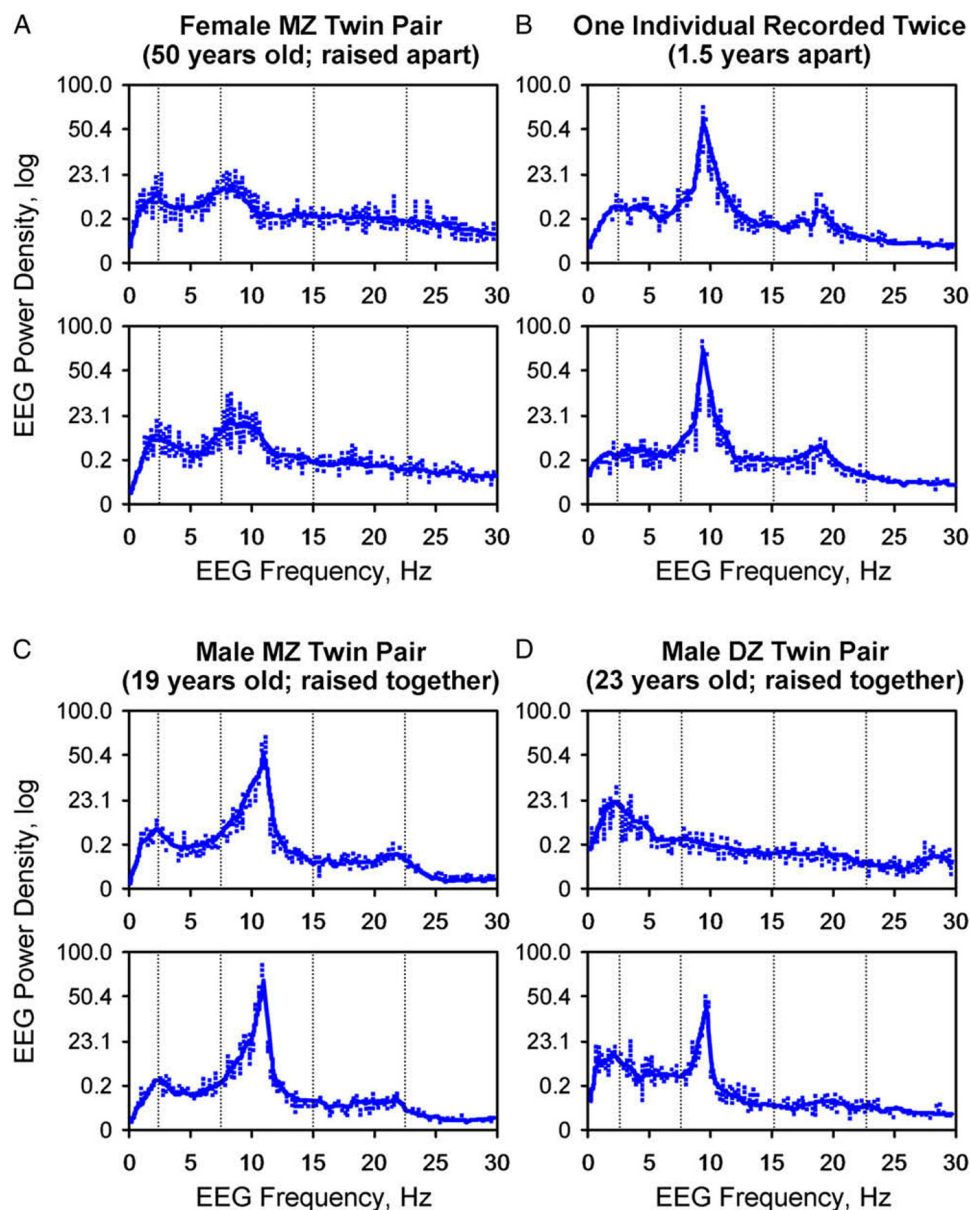 A
Female MZ Twin Pair
(50 years old; raised apart)
EEG Power Density, log
100.0
50.4
23.1
0.2
0
0 5 10 15 20 25 30
100.0
50.4
23.1
0.2
0
0 5 10 15 20 25 30
EEG Frequency, Hz
B
One Individual Recorded Twice
(1.5 years apart)
100.0
50.4
23.1
0.2
0
0 5 10 15 20 25 30
100.0
50.4
23.1
0.2
0
0 5 10 15 20 25 30
EEG Frequency, Hz
C
Male MZ Twin Pair
(19 years old; raised together)
EEG Power Density, log
100.0
50.4
23.1
0.2
0
0 5 10 15 20 25 30
100.0
50.4
23.1
0.2
0
0 5 10 15 20 25 30
EEG Frequency, Hz
D
Male DZ Twin Pair
(23 years old; raised together)
100.0
50.4
23.1
0.2
0
0 5 10 15 20 25 30
100.0
50.4
23.1
0.2
0
0 5 10 15 20 25 30
EEG Frequency, Hz